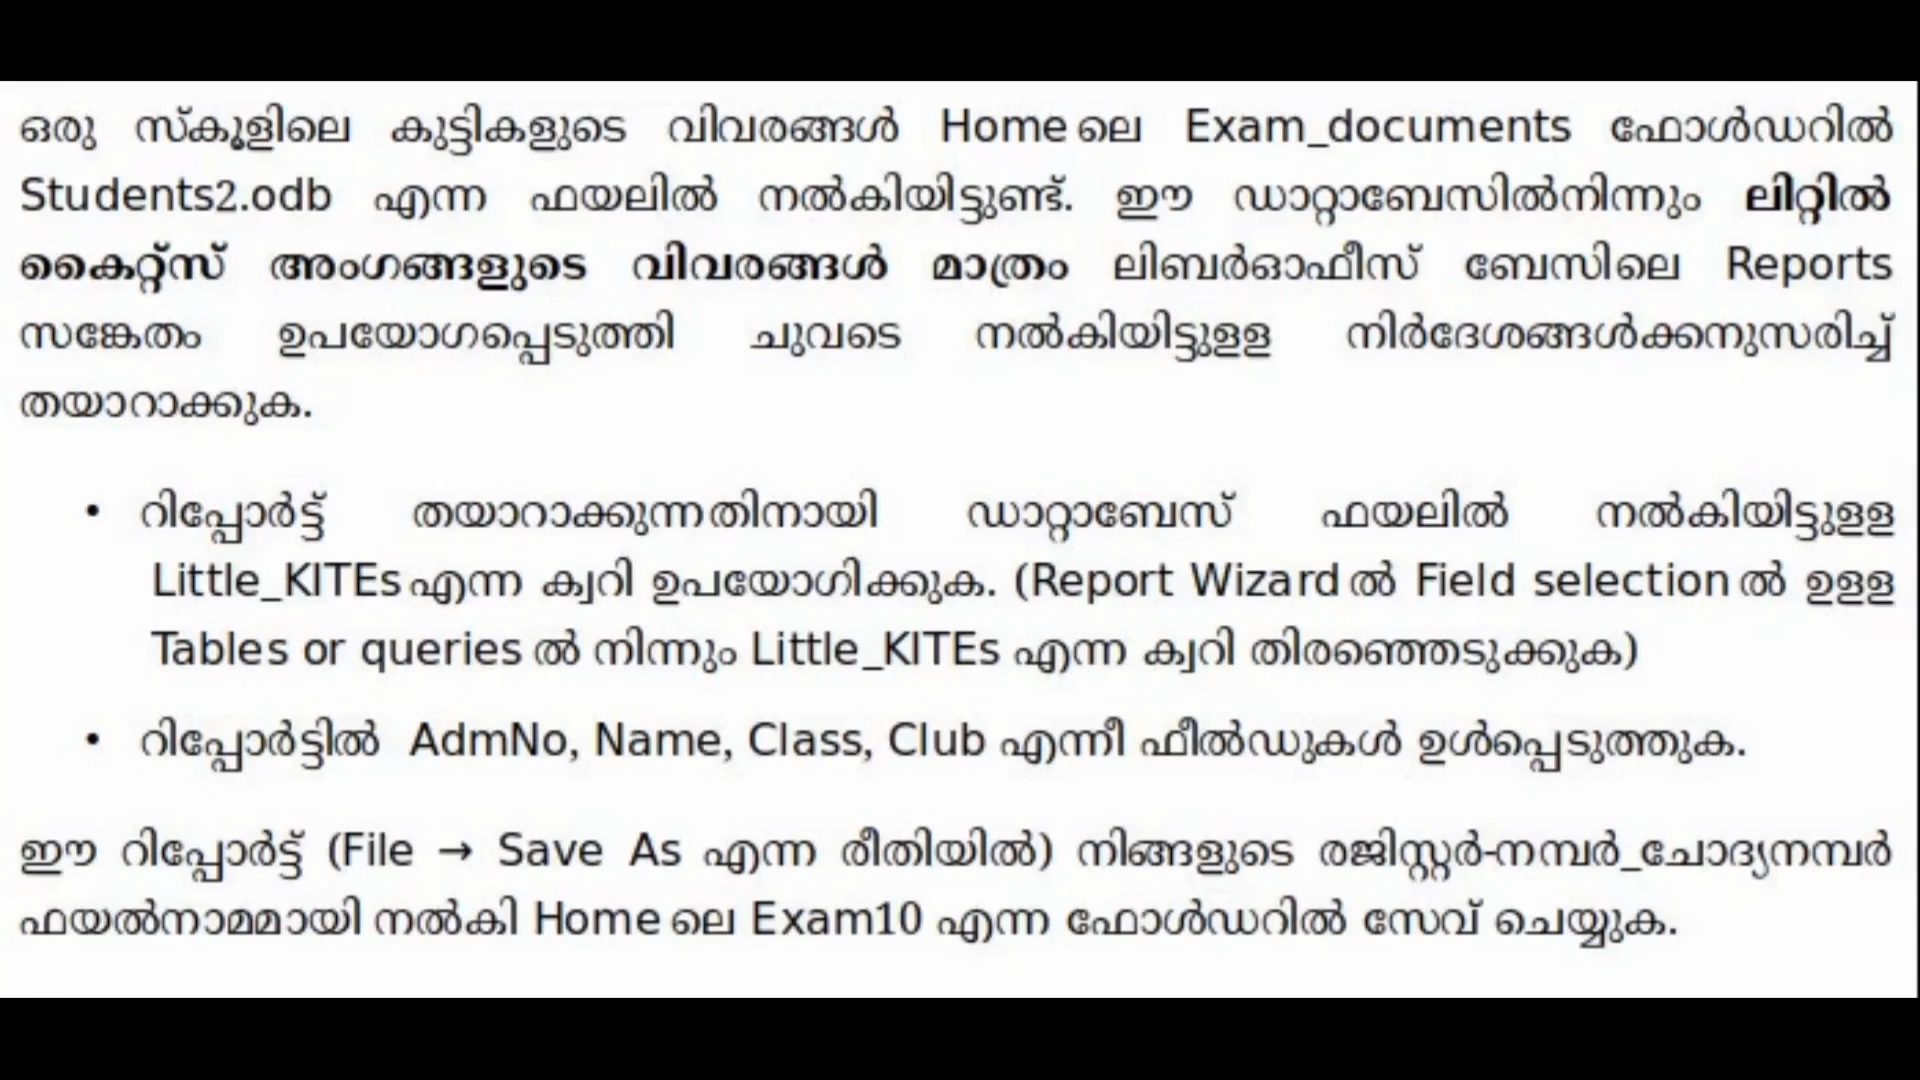 ഒരു സ്കൂളിലെ കുട്ടികളുടെ വിവരങ്ങൾ Home ലെ Exam_documents ഫോൾഡറിൽ
Students2.odb എന്ന ഫയലിൽ നൽകിയിട്ടുണ്ട്. ഈ ഡാറ്റാബേസിൽനിന്നും ലിറ്റിൽ
കൈറ്റ്സ് അംഗങ്ങളുടെ വിവരങ്ങൾ മാത്രം ലിബർഓഫീസ് ബേസിലെ Reports
സങ്കേതം ഉപയോഗപ്പെടുത്തി ചുവടെ നൽകിയിട്ടുളള നിർദേശങ്ങൾക്കനുസരിച്ച്
തയാറാക്കുക.
• റിപ്പോർട്ട് തയാറാക്കുന്നതിനായി ഡാറ്റാബേസ് ഫയലിൽ നൽകിയിട്ടുളള
Little_KITEs എന്ന ക്വറി ഉപയോഗിക്കുക. (Report Wizard ൽ Field selection ൽ ഉളള
Tables or queries ൽ നിന്നും Little_KITEs എന്ന ക്വറി തിരഞ്ഞെടുക്കുക)
• റിപ്പോർട്ടിൽ AdmNo, Name, Class, Club എന്നീ ഫീൽഡുകൾ ഉൾപ്പെടുത്തുക.
ഈ റിപ്പോർട്ട് (File → Save As എന്ന രീതിയിൽ) നിങ്ങളുടെ രജിസ്റ്റർ-നമ്പർ_ചോദ്യനമ്പർ
ഫയൽനാമമായി നൽകി Home ലെ Exam10 എന്ന ഫോൾഡറിൽ സേവ് ചെയ്യുക.